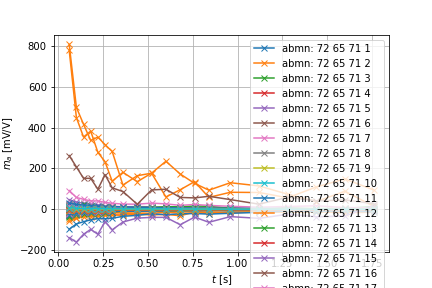 800
600
400
200
0
−200
mₐ [mV/V]
0.00
0.25
0.50
0.75
1.00
t [s]
abmn: 72 65 71 1
abmn: 72 65 71 2
abmn: 72 65 71 3
abmn: 72 65 71 4
abmn: 72 65 71 5
abmn: 72 65 71 6
abmn: 72 65 71 7
abmn: 72 65 71 8
abmn: 72 65 71 9
abmn: 72 65 71 10
abmn: 72 65 71 11
abmn: 72 65 71 12
abmn: 72 65 71 13
abmn: 72 65 71 14
abmn: 72 65 71 15
abmn: 72 65 71 16
abmn: 72 65 71 17